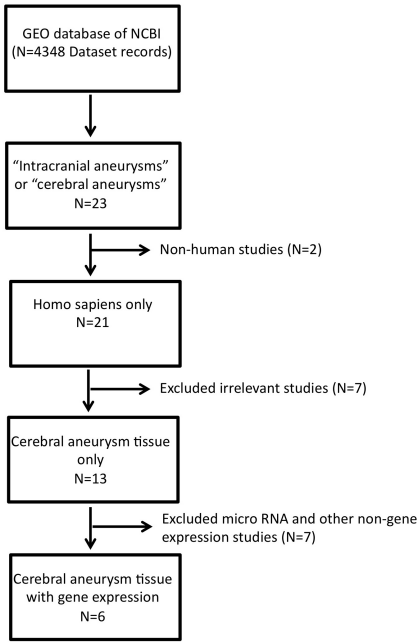 GEO database of NCBI
(N=4348 Dataset records)
“Intracranial aneurysms”
or “cerebral aneurysms”
N=23
Non-human studies (N=2)
Homo sapiens only
N=21
Excluded irrelevant studies (N=7)
Cerebral aneurysm tissue
only
N=13
Excluded micro RNA and other non-gene
expression studies (N=7)
Cerebral aneurysm tissue
with gene expression
N=6